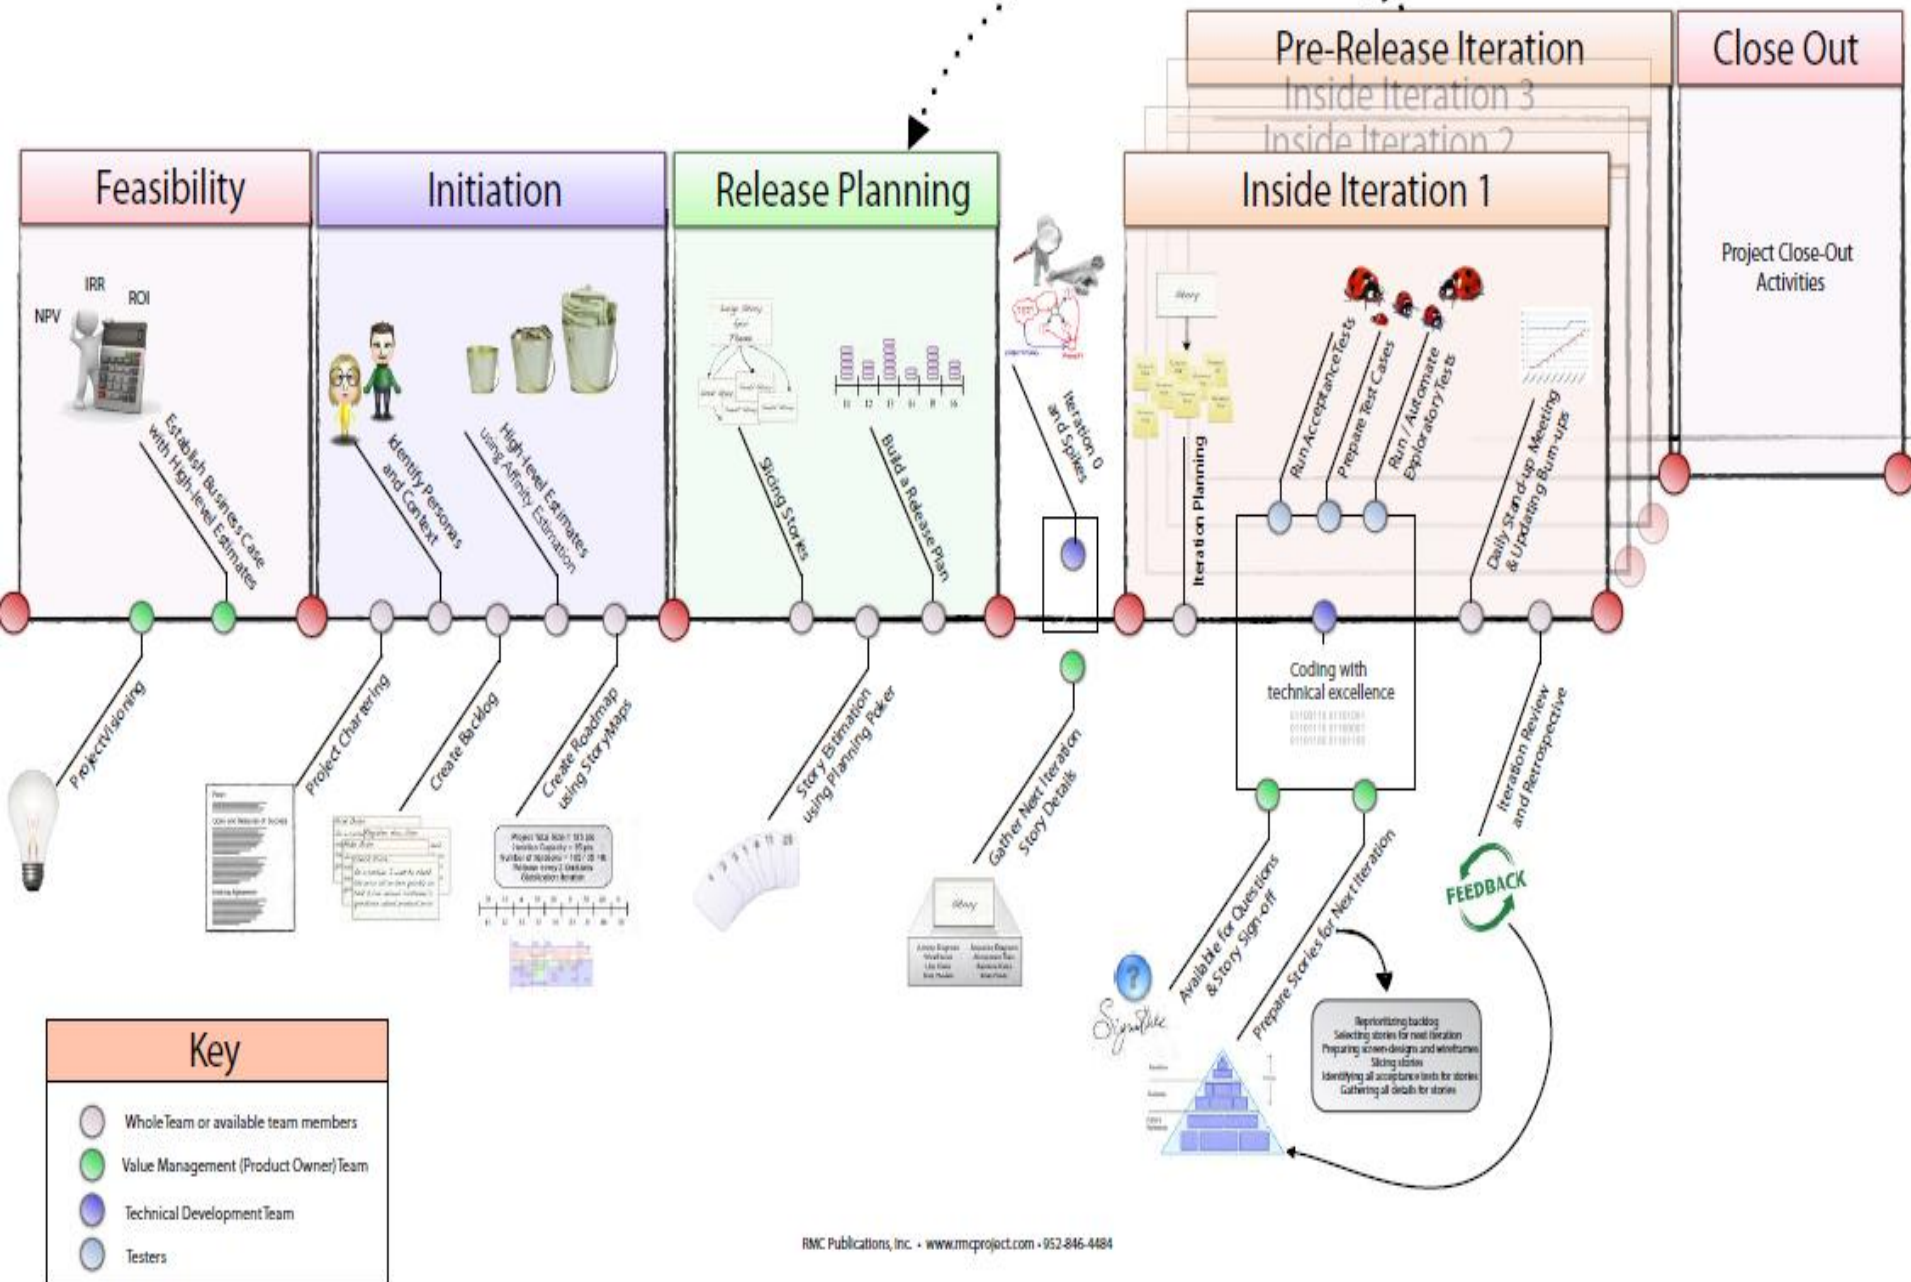 Pre-Release Iteration
Close Out
Inside Iteration 3
Inside Iteration 2
Feasibility
Initiation
Release Planning
Inside Iteration 1
NPV
IRR
ROI
Establish Business Case
with High-level Estimates
Identify Personas
and Context
High-level Estimates
using Affinity Estimation
Slicing Stories
Build a Release Plan
Iteration 0
and Spikes
Story
Iteration Planning
Run Acceptance Tests
Prepare Test Cases
Run / Automate
Exploratory Tests
Daily Stand-up Meeting
& Updating Burn-ups
Project Close-Out
Activities
Project Visioning
Project Chartering
Create Backlog
Create Roadmap
using Story Maps
Story Estimation
using Planning Poker
Gather Next Iteration
Story Details
Story
Coding with
technical excellence
Available for Questions
& Story Sign-off
Prepare Stories for Next Iteration
Iteration Review
and Retrospective
FEEDBACK
?
Signature
Reprioritizing backlog
Selecting stories for next iteration
Preparing screen-designs and wireframes
Slicing stories
Identifying all acceptance tests for stories
Gathering all details for stories
Key
Whole Team or available team members
Value Management (Product Owner) Team
Technical Development Team
Testers
RMC Publications, Inc. • www.rmcproject.com • 952-846-4484